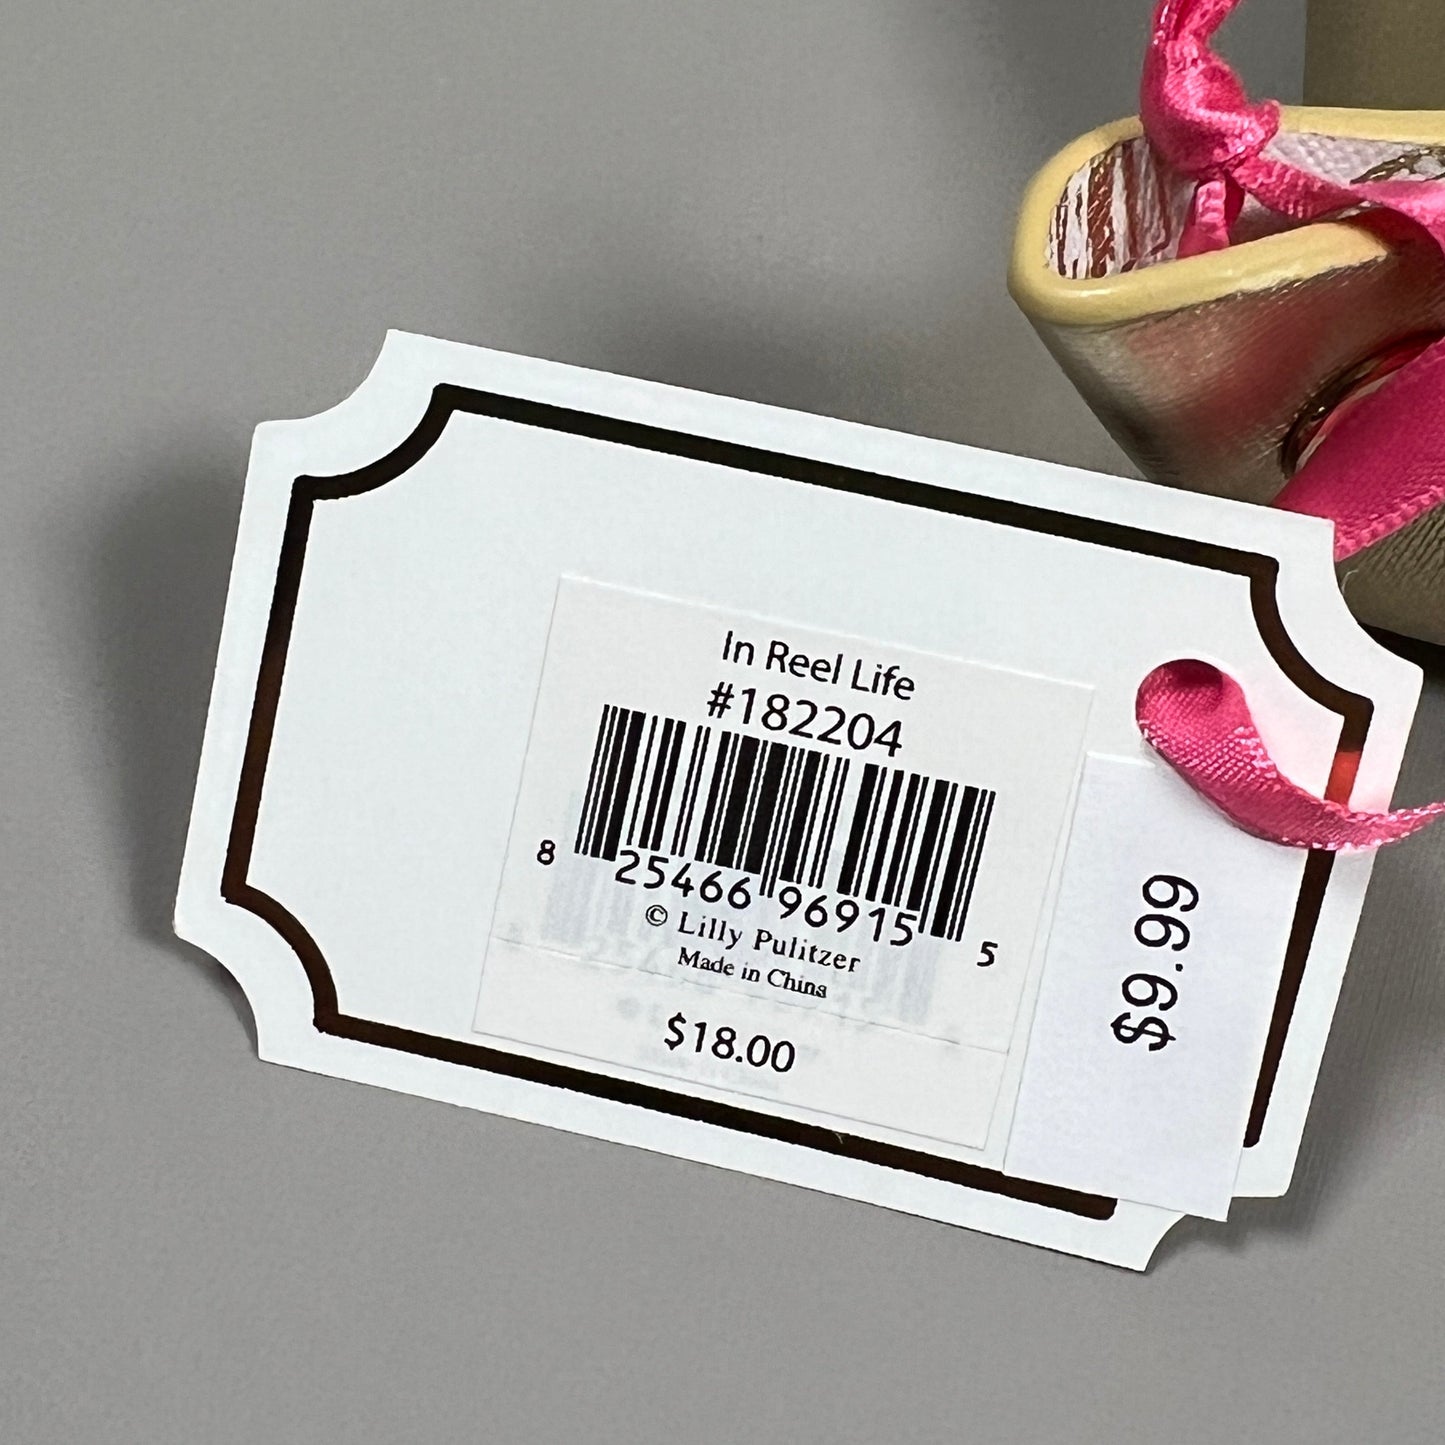 In Reel Life
#182204
8 25466 96915 5
© Lilly Pulitzer
Made in China
$18.00
$9.99